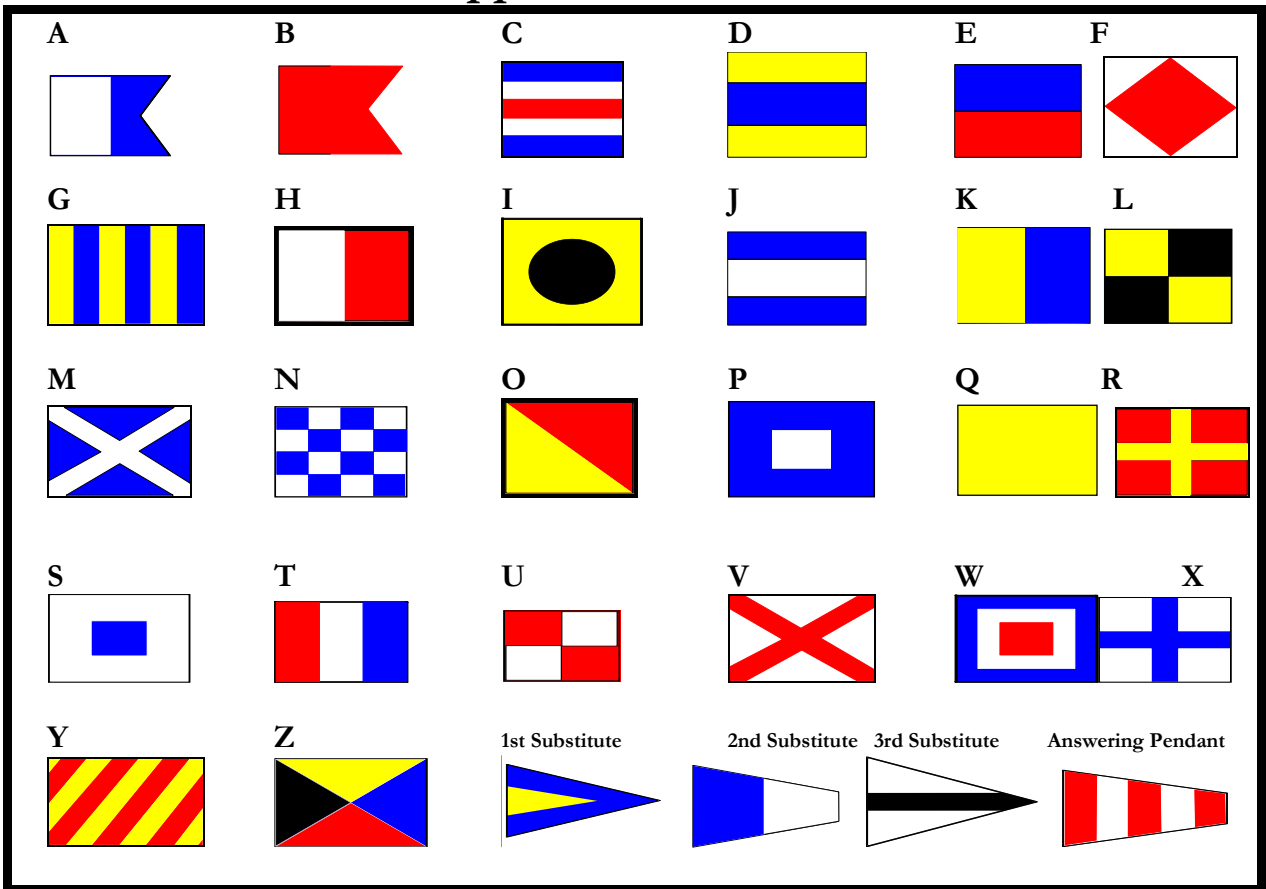 A B C D E F
G H I J K L
M N O P Q R
S T U V W X
Y Z 1st Substitute 2nd Substitute 3rd Substitute Answering Pendant